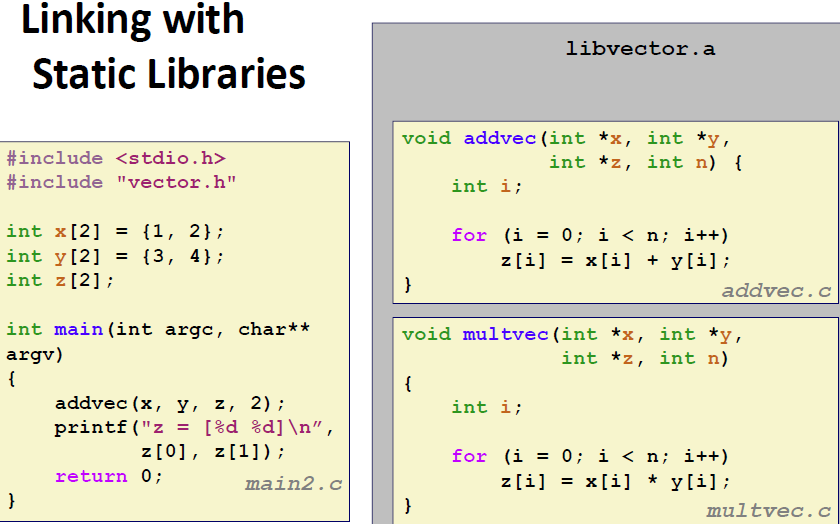 Linking with
Static Libraries
#include <stdio.h>
#include "vector.h"
int x[2] = {1, 2};
int y[2] = {3, 4};
int z[2];
int main(int argc, char**
argv)
{
    addvec(x, y, z, 2);
    printf("z = [%d %d]\n”,
           z[0], z[1]);
    return 0;
}
main2.c
libvector.a
void addvec(int *x, int *y,
            int *z, int n) {
    int i;
    for (i = 0; i < n; i++)
        z[i] = x[i] + y[i];
}
addvec.c
void multvec(int *x, int *y,
             int *z, int n)
{
    int i;
    for (i = 0; i < n; i++)
        z[i] = x[i] * y[i];
}
multvec.c